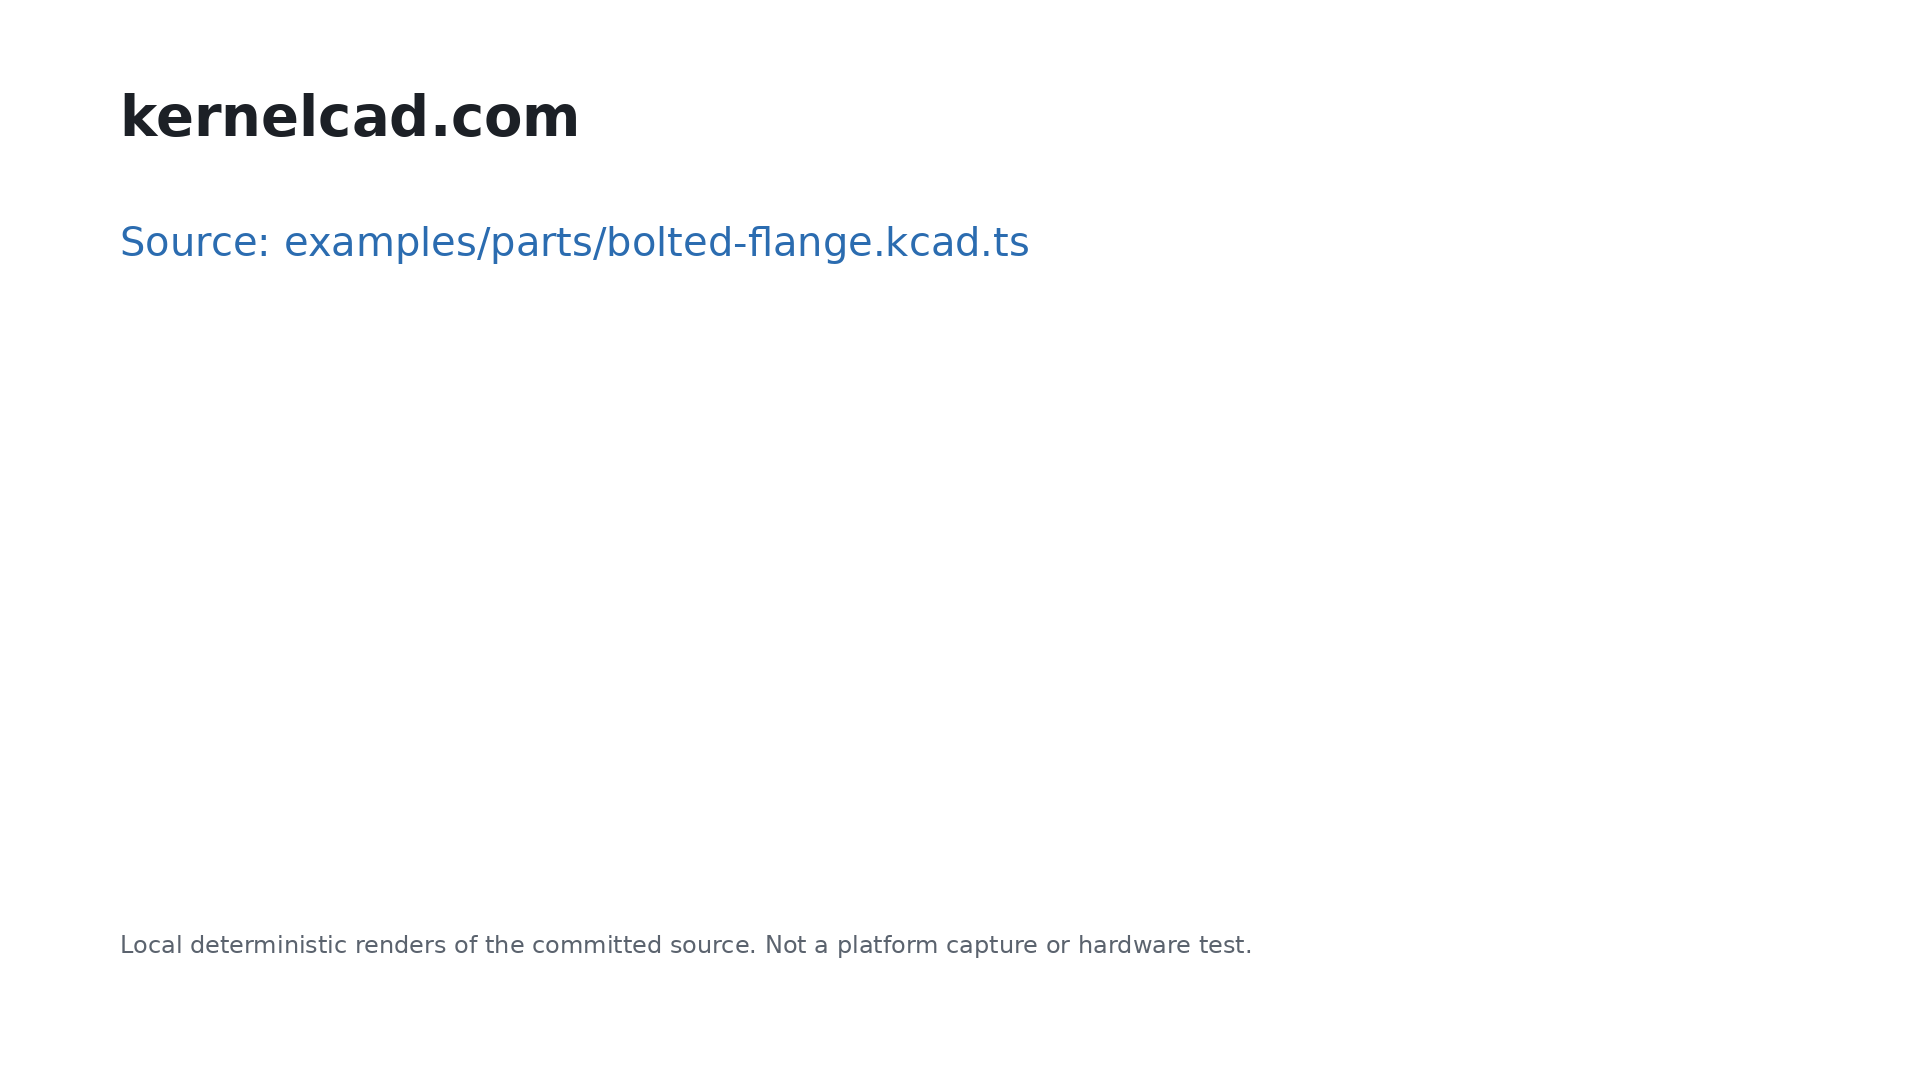 kernelcad.com
Source: examples/parts/bolted-flange.kcad.ts
Local deterministic renders of the committed source. Not a platform capture or hardware test.